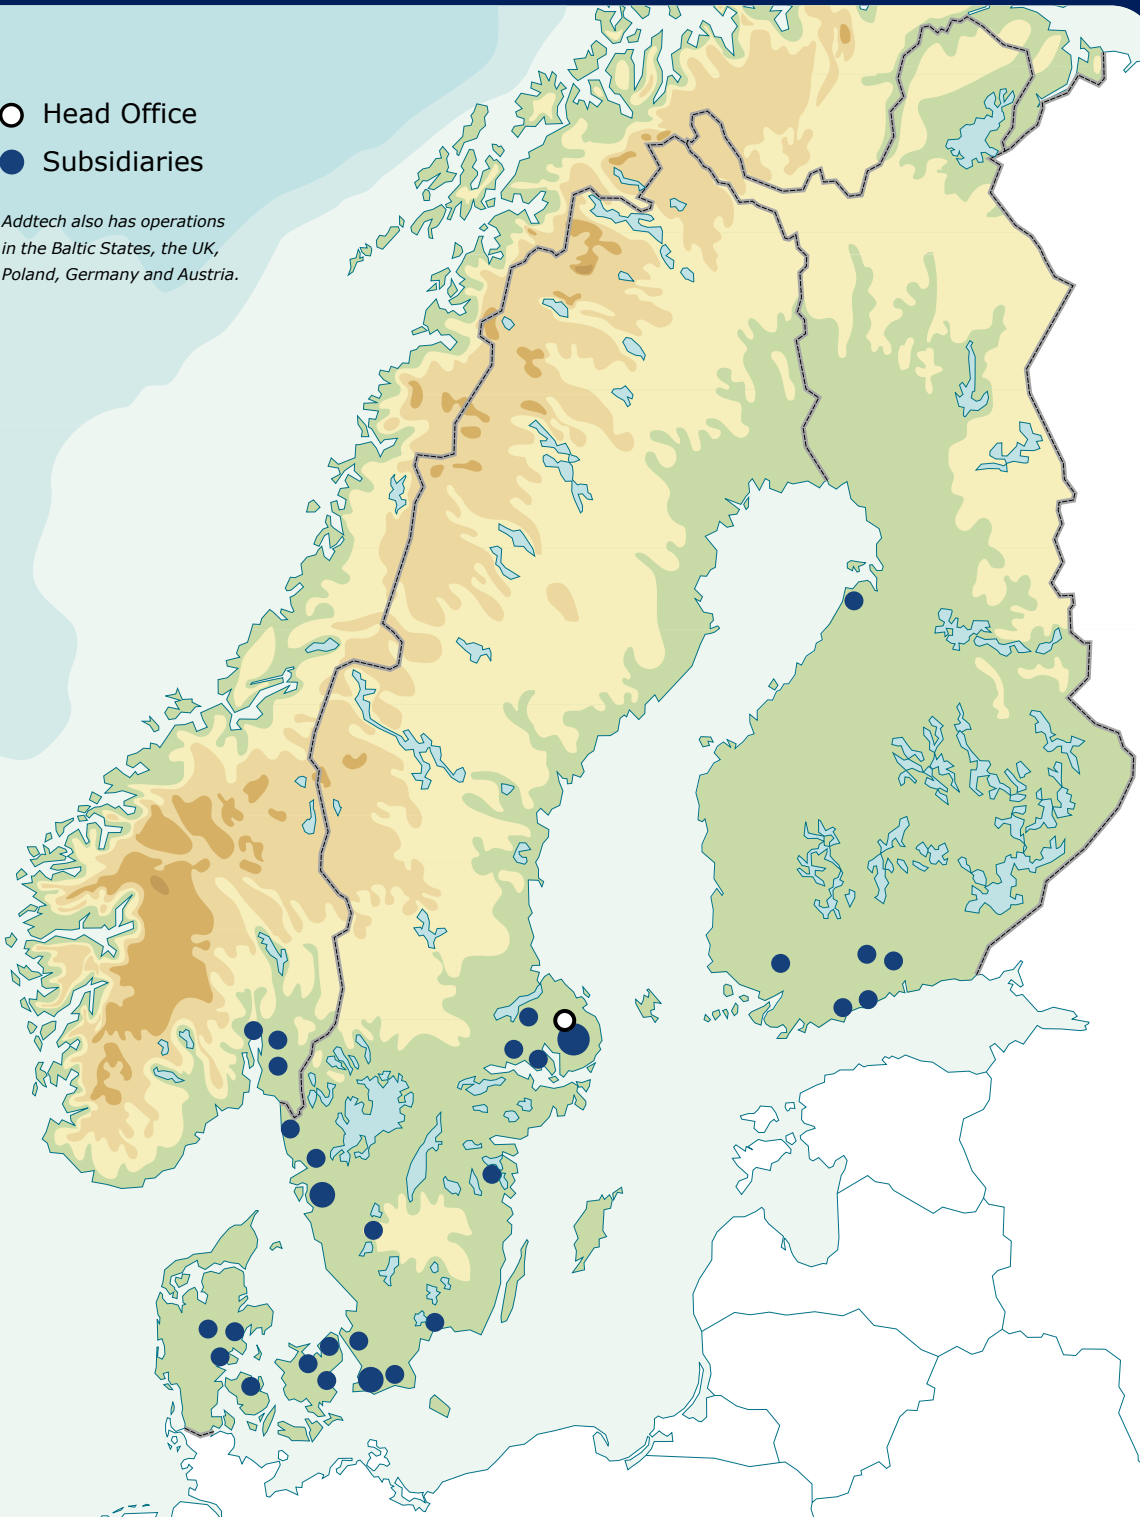 Head Office
Subsidiaries
Addtech also has operations
in the Baltic States, the UK,
Poland, Germany and Austria.